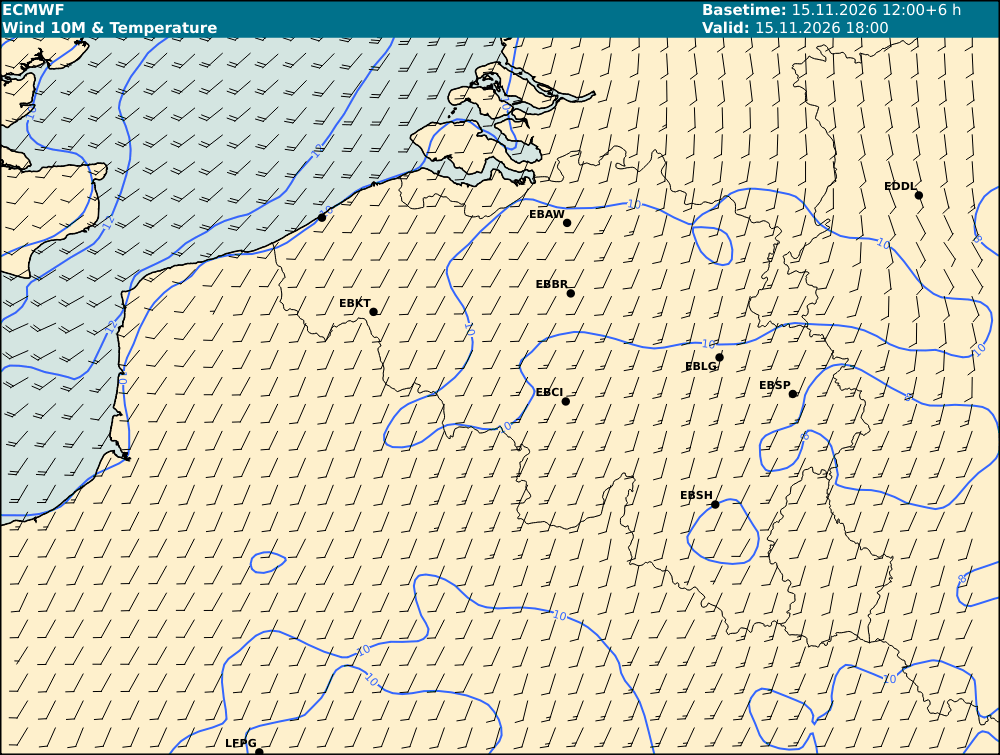 ECMWF
Wind 10M & Temperature
Basetime: 15.11.2026 12:00+6 h
Valid: 15.11.2026 18:00
EDDL
EBAW
10
10
12
12
EBBR
EBKT
10
12
10
10
EBLG
EBSP
EBCI
8
8
EBSH
8
10
10
10
10
LFPG